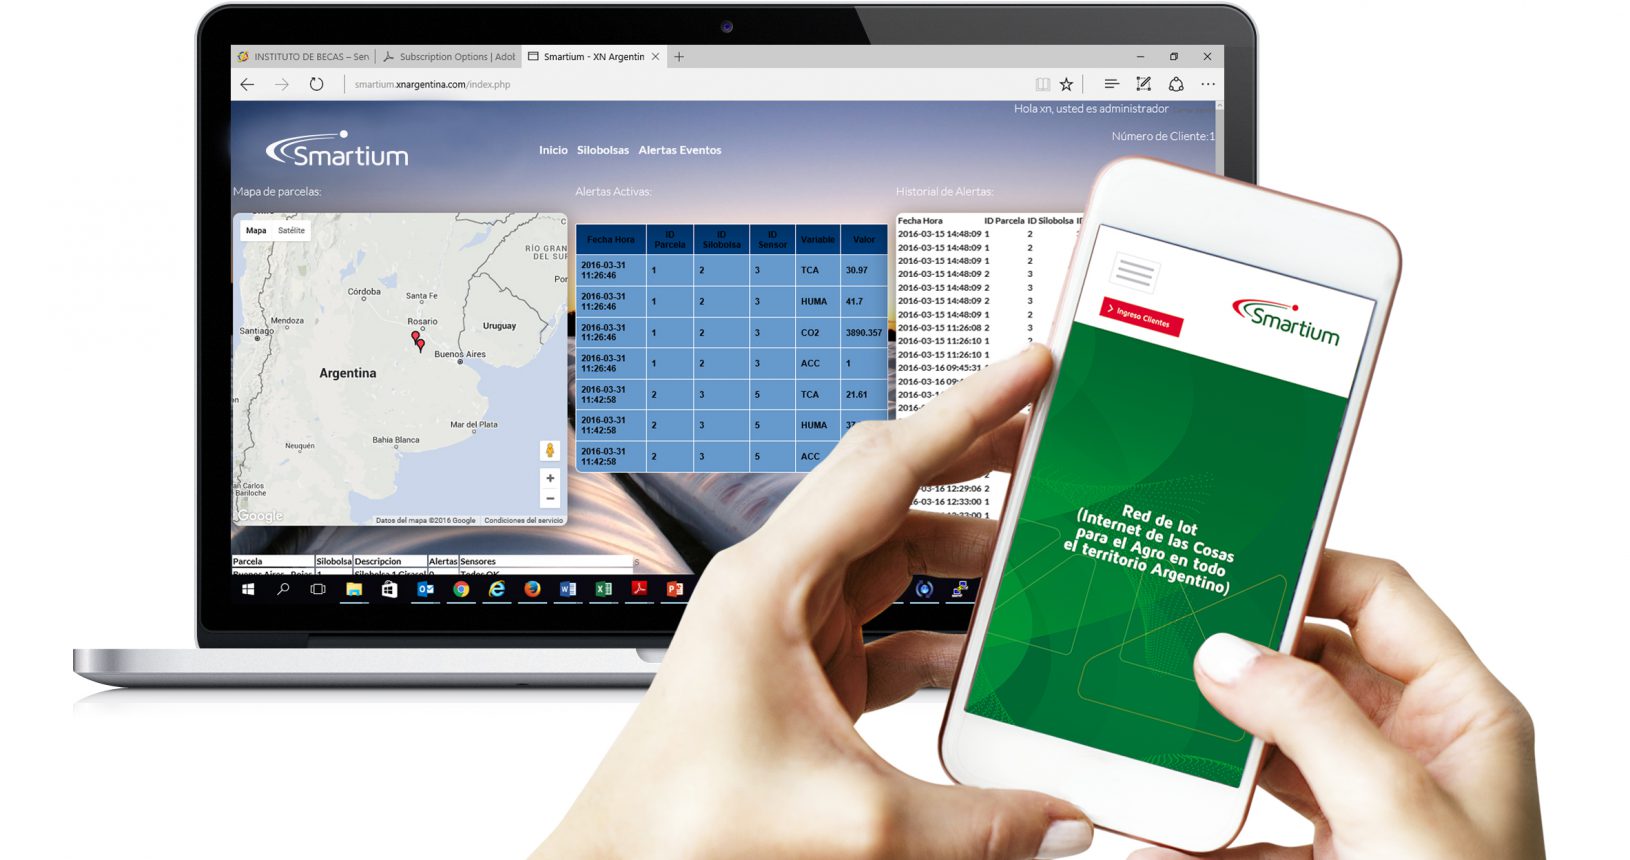 INSTITUTO DE BECAS – Sen
Subscription Options | Adob
Smartium - XN Argentin
smartium.xnargentina.com/index.php
Hola xn, usted es administrador
Número de Cliente:1
Smartium
Inicio Silobolsas Alertas Eventos
Mapa de parcelas:
Mapa Satélite
RÍO GRAN
DEL SUR
Córdoba
Santa Fe
Mendoza
Rosario
Santiago
Uruguay
Buenos Aires
Argentina
Mar del Plata
Bahía Blanca
Neuquén
an Carlos
Bariloche
Google
Datos del mapa ©2016 Google Condiciones del servicio
Alertas Activas:
Fecha Hora ID Parcela ID Silobolsa ID Sensor Variable Valor
2016-03-31 11:26:46 1 2 3 TCA 30.97
2016-03-31 11:26:46 1 2 3 HUMA 41.7
2016-03-31 11:26:46 1 2 3 CO2 3890.357
2016-03-31 11:26:46 1 2 3 ACC 1
2016-03-31 11:42:58 2 3 5 TCA 21.61
2016-03-31 11:42:58 2 3 5 HUMA 37
2016-03-31 11:42:58 2 3 5 ACC
Historial de Alertas:
Fecha Hora ID Parcela ID Silobolsa
2016-03-15 14:48:09 1 2
2016-03-15 14:48:09 1 2
2016-03-15 14:48:09 1 2
2016-03-15 14:48:09 2 3
2016-03-15 14:48:09 2 3
2016-03-15 14:48:09 2 3
2016-03-15 14:48:09 1 2
2016-03-15 11:26:08 2 3
2016-03-15 11:26:10 1
2016-03-15 11:26:10 1
2016-03-16 09:45:31
2016-03-16 09:4
2016-03-1
2016-0
03-16 12:29:06 2
6-03-16 12:33:00 1
Parcela Silobolsa Descripcion Alertas Sensores
Ingreso Clientes
Smartium
Red de Iot
(Internet de las Cosas
para el Agro en todo
el territorio Argentino)